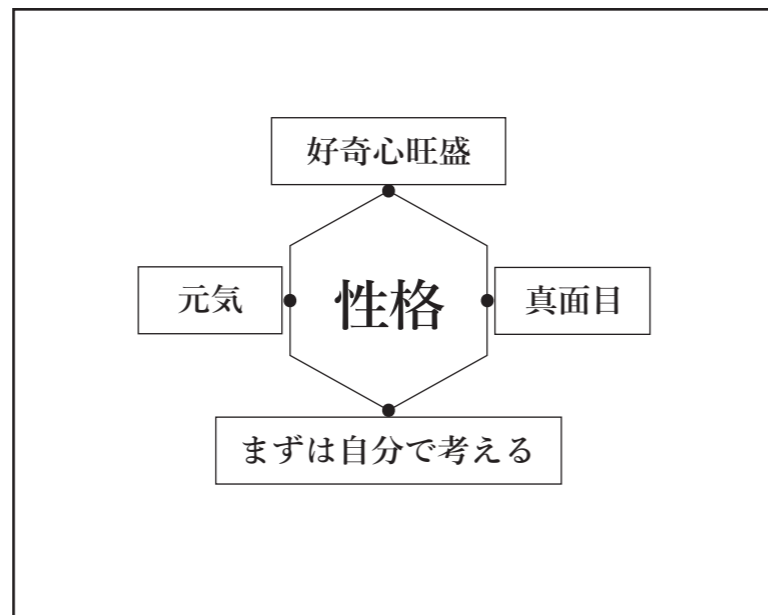 好奇心旺盛
元気
性格
真面目
まずは自分で考える